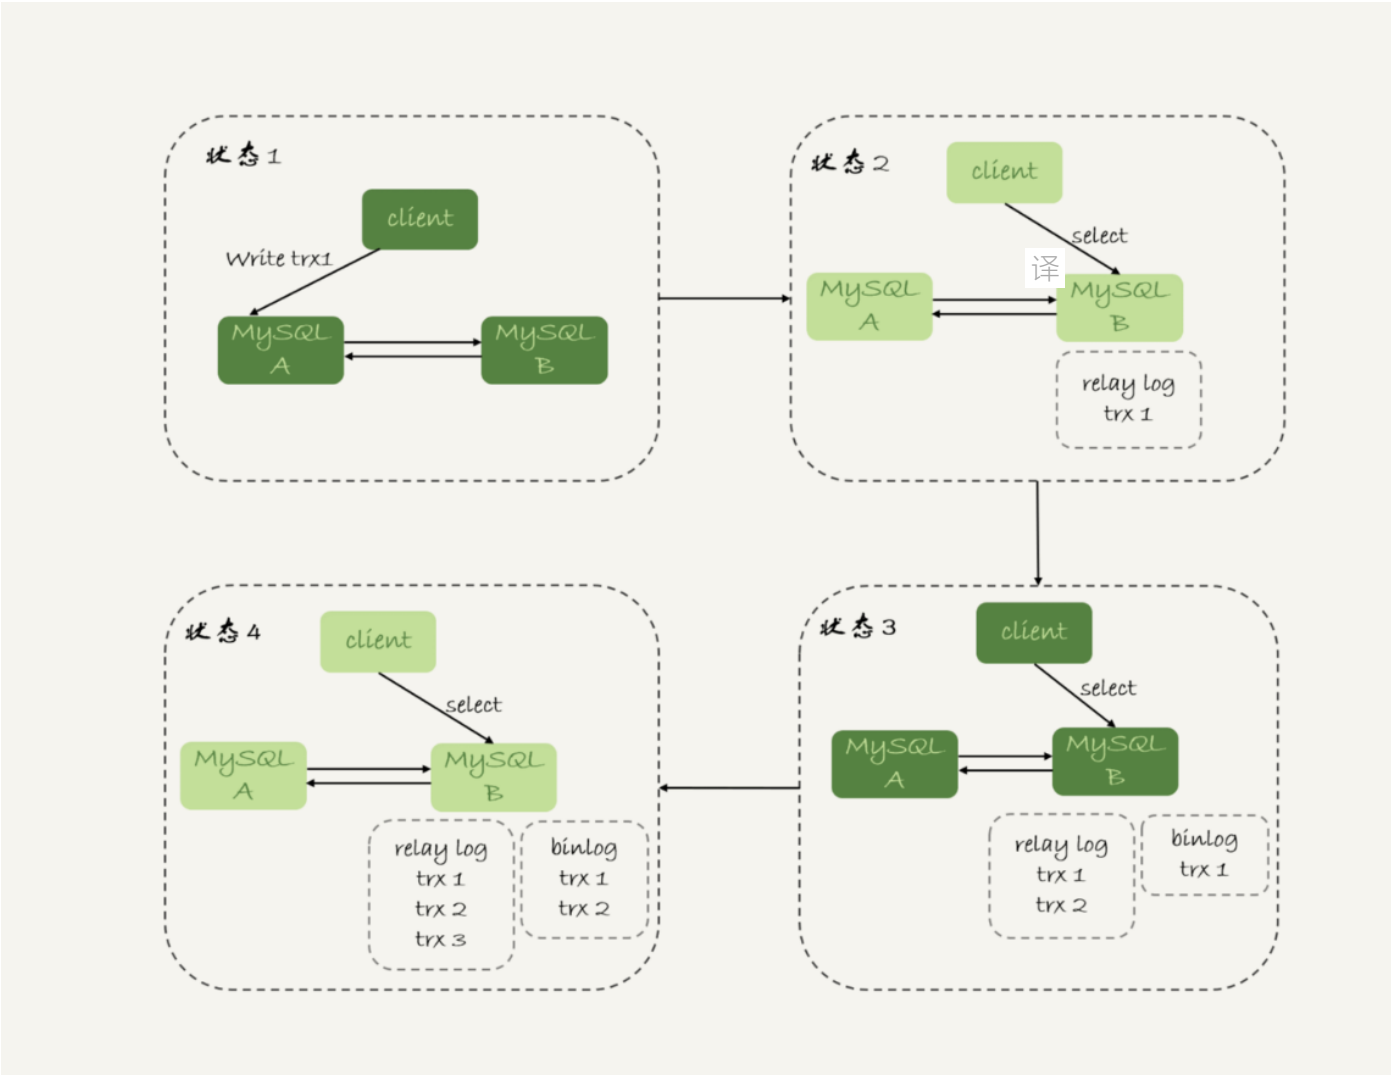 状态1
client
Write trx1
MySQL
A
MySQL
B
状态2
client
select
译
MySQL
A
MySQL
B
relay log
trx 1
状态3
client
select
MySQL
A
MySQL
B
relay log
trx 1
trx 2
binlog
trx 1
状态4
client
select
MySQL
A
MySQL
B
relay log
trx 1
trx 2
trx 3
binlog
trx 1
trx 2